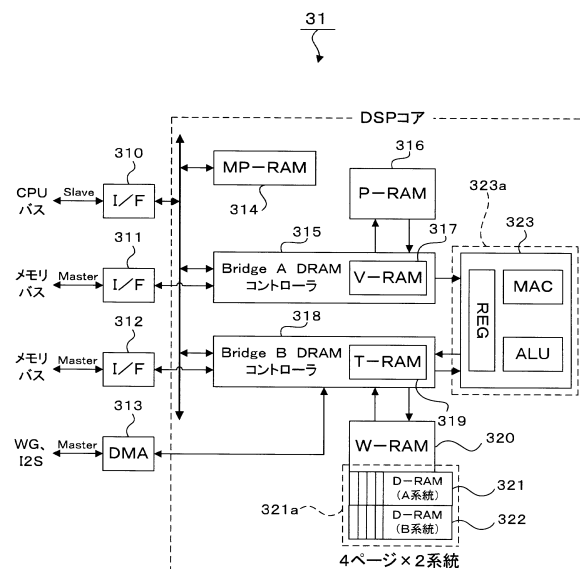 31
DSPコア
310
CPU
バス
Slave
I/F
MP-RAM
314
316
P-RAM
323a
323
311
メモリ
バス
Master
I/F
315
317
Bridge A DRAM
コントローラ
V-RAM
REG
MAC
ALU
312
メモリ
バス
Master
I/F
318
Bridge B DRAM
コントローラ
T-RAM
319
313
WG、
I2S
Master
DMA
W-RAM
320
321a
D-RAM
(A系統)
321
D-RAM
(B系統)
322
4ページ×2系統